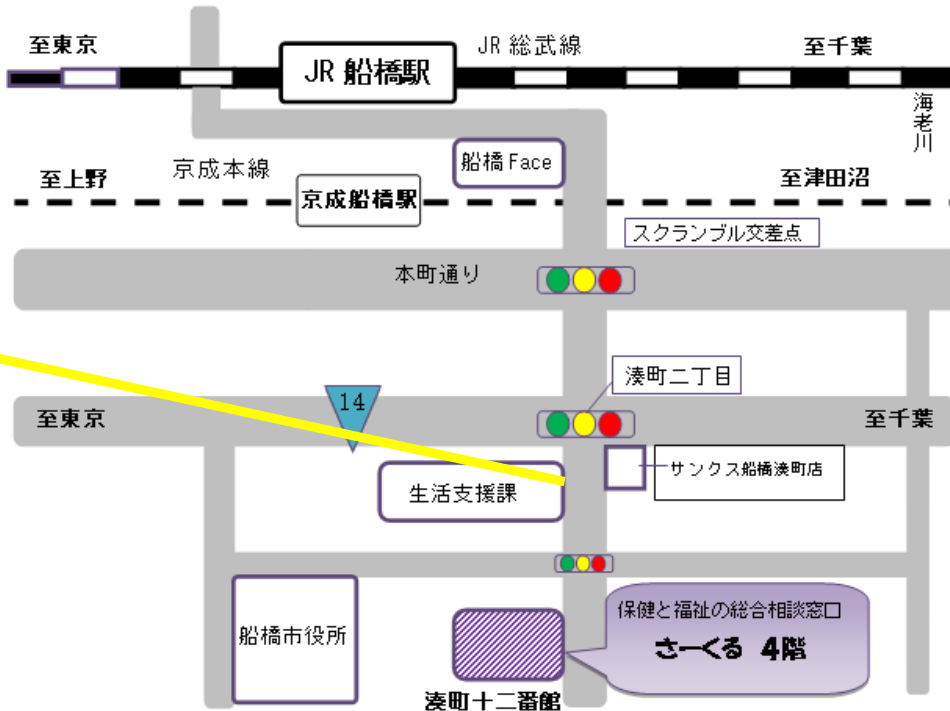 至東京
JR 船橋駅
JR 総武線
至千葉
海老川
船橋 Face
京成本線
至上野
京成船橋駅
至津田沼
スクランブル交差点
本町通り
湊町二丁目
14
至東京
至千葉
サンクス船橋湊町店
生活支援課
保健と福祉の総合相談窓口
さーくる 4階
船橋市役所
湊町十二番館